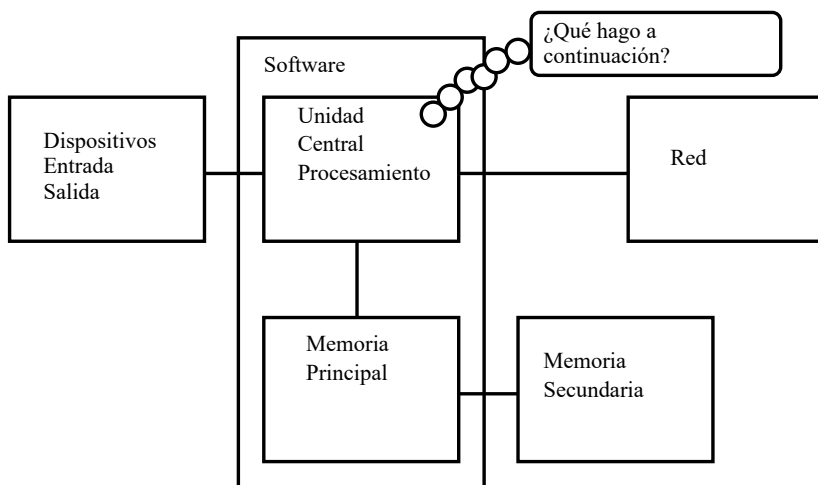 ¿Qué hago a
continuación?
Software
Unidad
Central
Procesamiento
Dispositivos
Entrada
Salida
Red
Memoria
Principal
Memoria
Secundaria